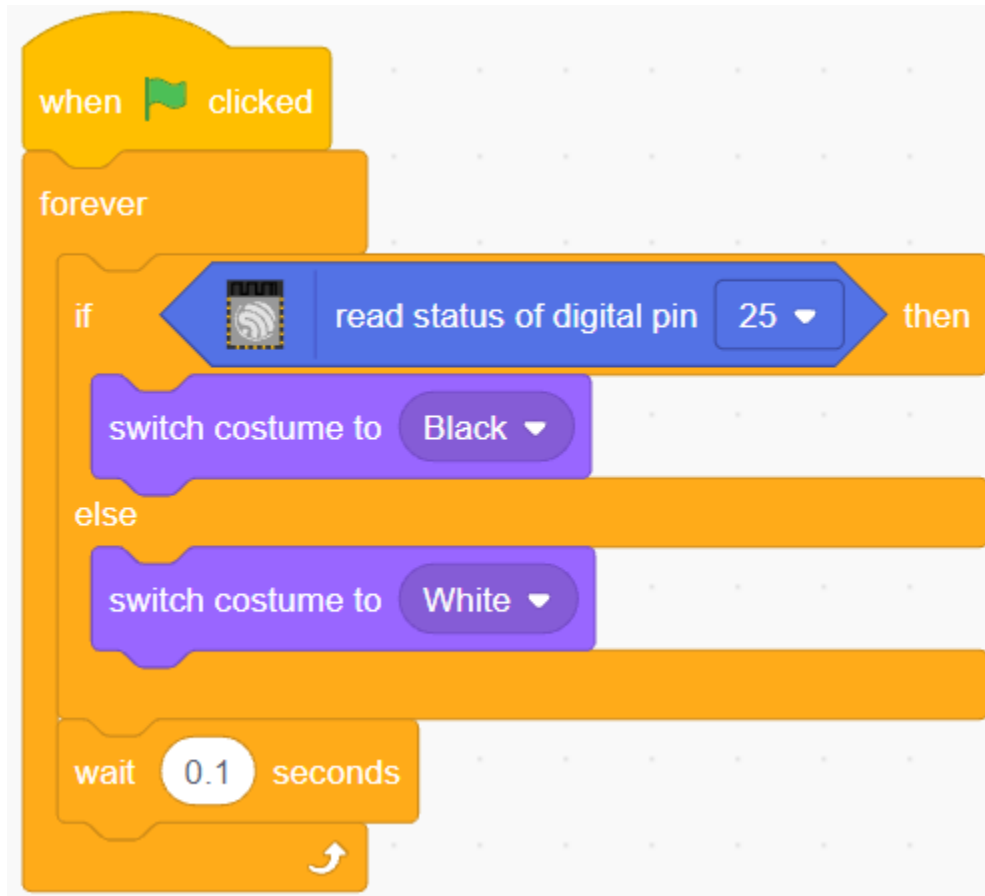 when clicked
forever
if read status of digital pin 25 then
switch costume to Black
else
switch costume to White
wait 0.1 seconds